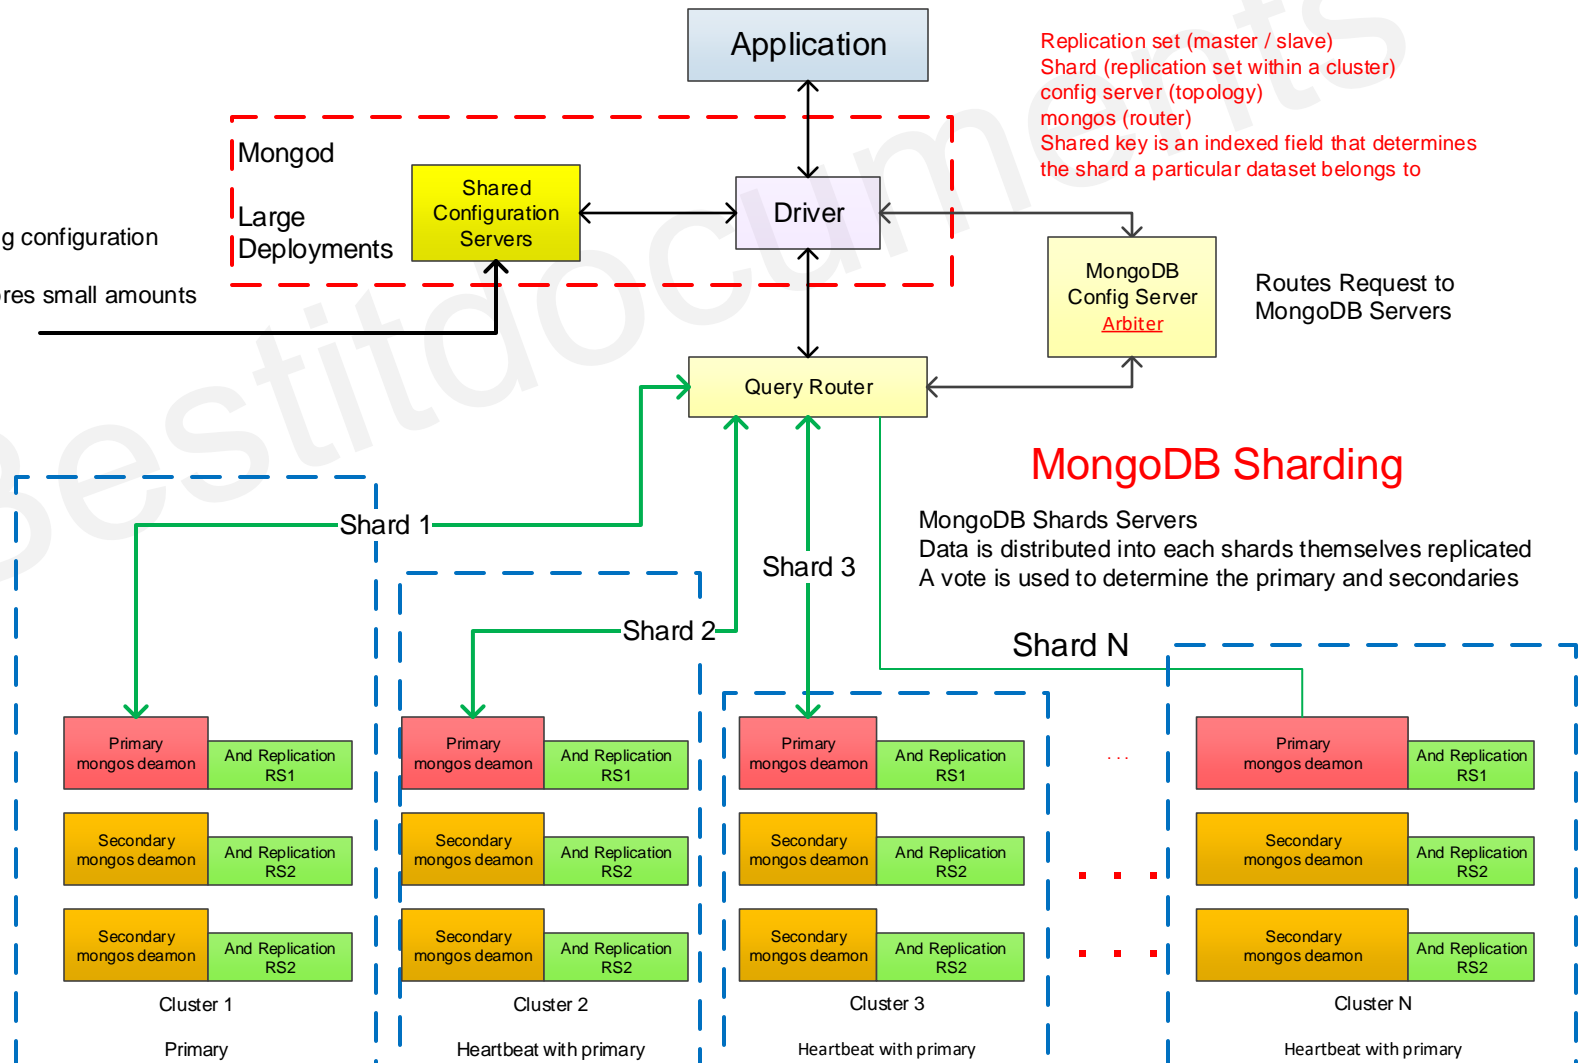 Application
Replication set (master / slave)
Shard (replication set within a cluster)
config server (topology)
mongos (router)
Shared key is an indexed field that determines
the shard a particular dataset belongs to
Mongod
Large
Deployments
Shared
Configuration
Servers
Driver
g configuration
res small amounts
MongoDB
Config Server
Arbiter
Routes Request to
MongoDB Servers
Query Router
MongoDB Sharding
MongoDB Shards Servers
Data is distributed into each shards themselves replicated
A vote is used to determine the primary and secondaries
Shard 1
Shard 2
Shard 3
Shard N
Primary
mongos deamon
And Replication
RS1
Secondary
mongos deamon
And Replication
RS2
Secondary
mongos deamon
And Replication
RS2
Cluster 1
Primary
Primary
mongos deamon
And Replication
RS1
Secondary
mongos deamon
And Replication
RS2
Secondary
mongos deamon
And Replication
RS2
Cluster 2
Heartbeat with primary
Primary
mongos deamon
And Replication
RS1
Secondary
mongos deamon
And Replication
RS2
Secondary
mongos deamon
And Replication
RS2
Cluster 3
Heartbeat with primary
...
. . .
. . .
Primary
mongos deamon
And Replication
RS1
Secondary
mongos deamon
And Replication
RS2
Secondary
mongos deamon
And Replication
RS2
Cluster N
Heartbeat with primary
Bestitdocuments